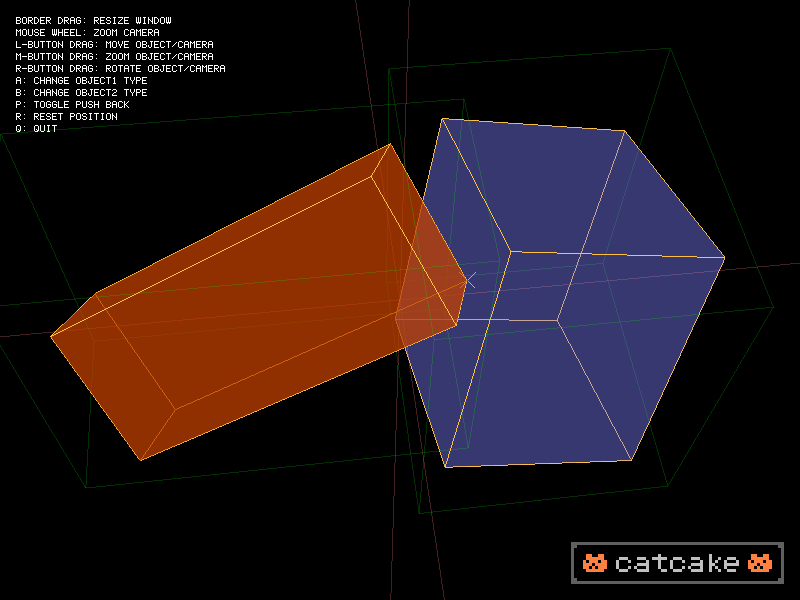 BORDER DRAG: RESIZE WINDOW
MOUSE WHEEL: ZOOM CAMERA
L-BUTTON DRAG: MOVE OBJECT/CAMERA
M-BUTTON DRAG: ZOOM OBJECT/CAMERA
R-BUTTON DRAG: ROTATE OBJECT/CAMERA
A: CHANGE OBJECT1 TYPE
B: CHANGE OBJECT2 TYPE
P: TOGGLE PUSH BACK
R: RESET POSITION
Q: QUIT
catcake